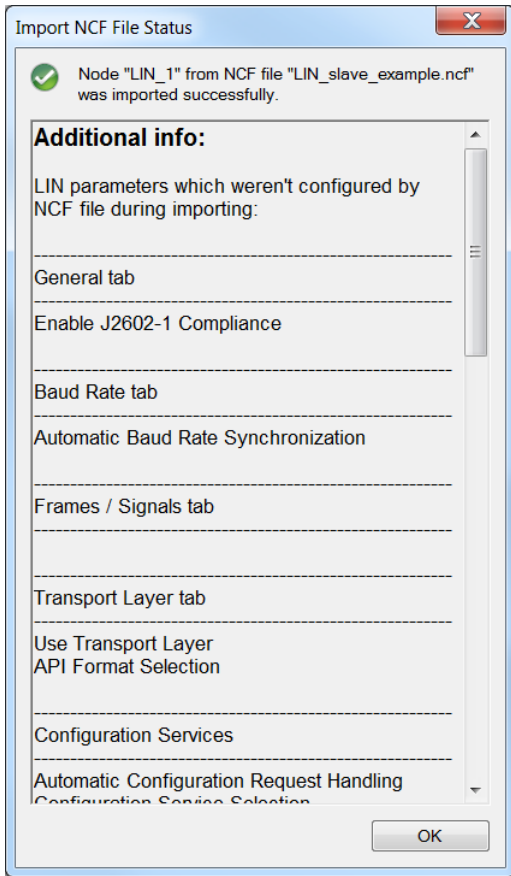 Import NCF File Status
Node "LIN_1" from NCF file "LIN_slave_example.ncf"
was imported successfully.
Additional info:
LIN parameters which weren't configured by
NCF file during importing:
--------------------------------------------------------------
General tab
--------------------------------------------------------------
Enable J2602-1 Compliance
--------------------------------------------------------------
Baud Rate tab
--------------------------------------------------------------
Automatic Baud Rate Synchronization
--------------------------------------------------------------
Frames / Signals tab
--------------------------------------------------------------
--------------------------------------------------------------
Transport Layer tab
--------------------------------------------------------------
Use Transport Layer
API Format Selection
--------------------------------------------------------------
Configuration Services
--------------------------------------------------------------
Automatic Configuration Request Handling
Configuration Service Selection
OK